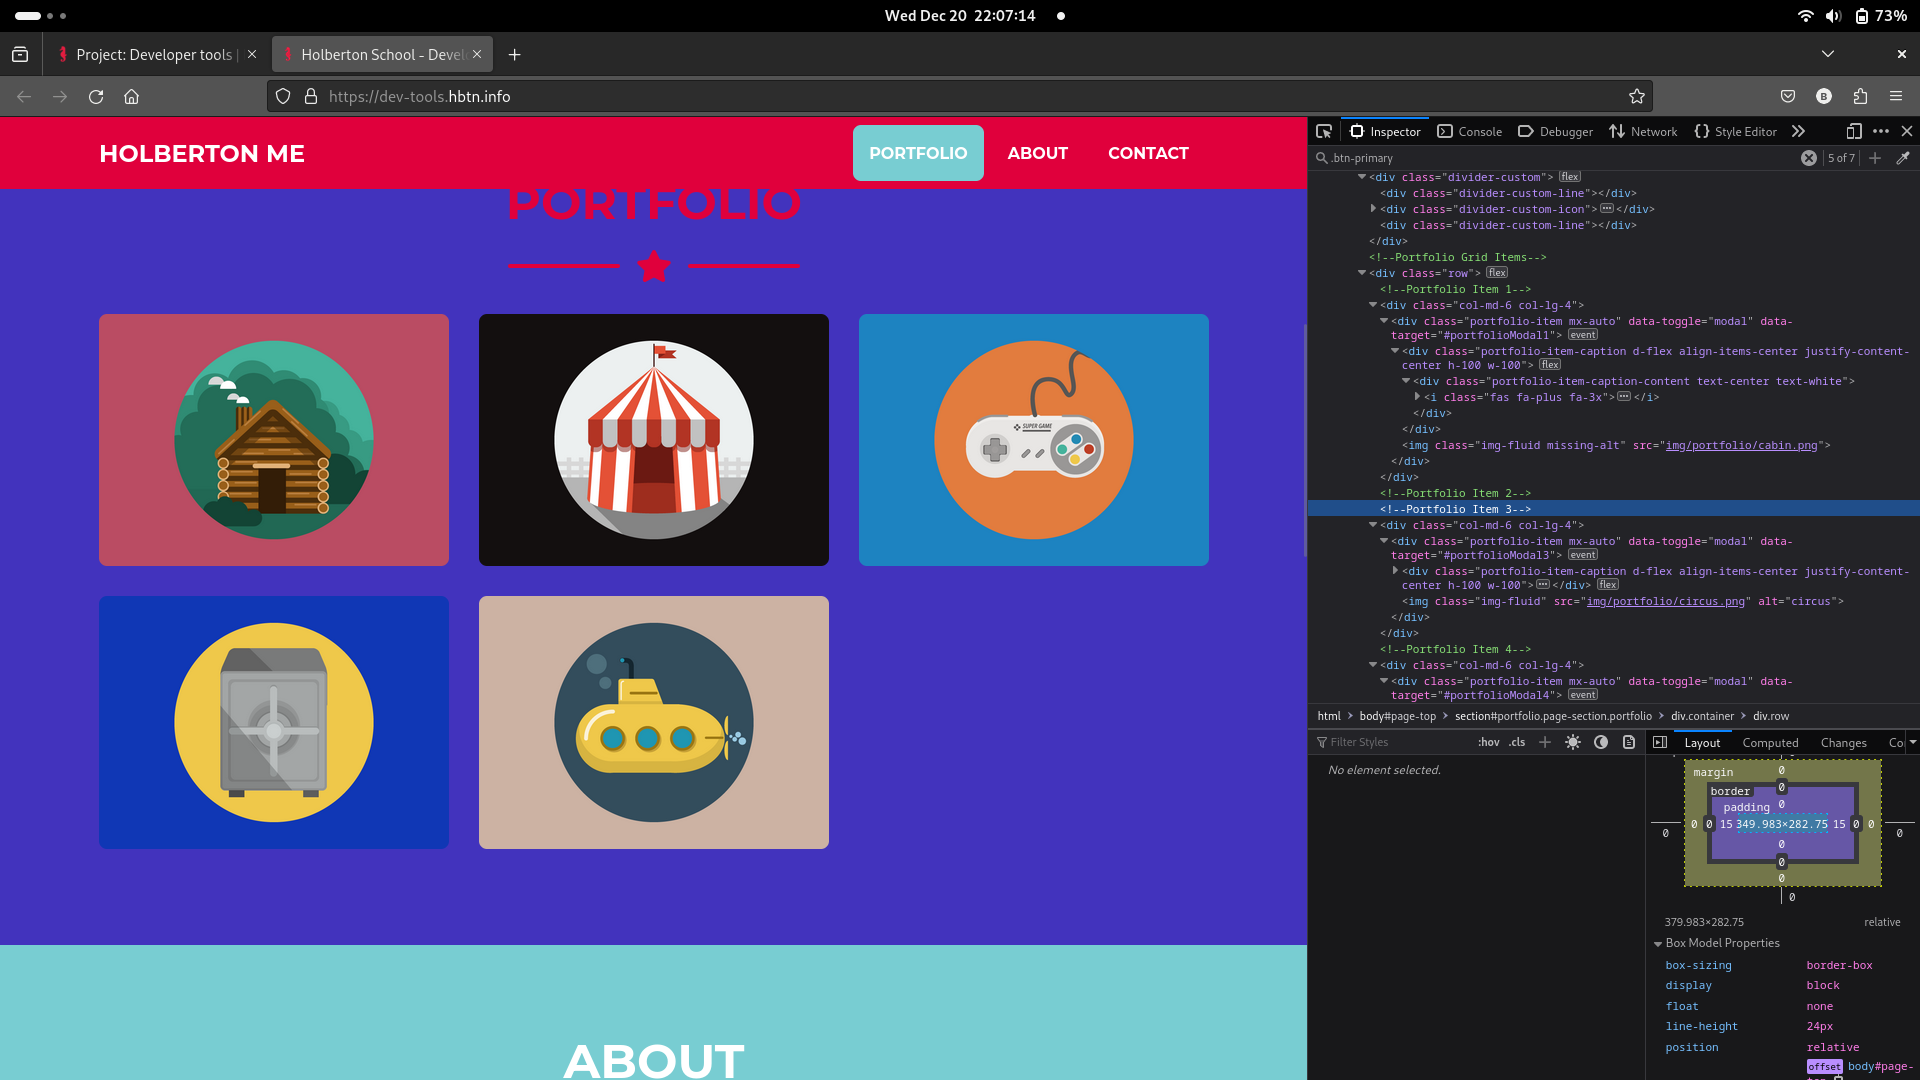 Wed Dec 20 22:07:14
73%
Project: Developer tools |
Holberton School - Devel
https://dev-tools.hbtn.info
B
HOLBERTON ME
PORTFOLIO
ABOUT
CONTACT
PORTFOLIO
SUPER GAME
ABOUT
Inspector
Console
Debugger
Network
Style Editor
.btn-primary
5 of 7
<div class="divider-custom"> flex
<div class="divider-custom-line"></div>
<div class="divider-custom-icon"></div>
<div class="divider-custom-line"></div>
</div>
<!--Portfolio Grid Items-->
<div class="row"> flex
<!--Portfolio Item 1-->
<div class="col-md-6 col-lg-4">
<div class="portfolio-item mx-auto" data-toggle="modal" data-
target="#portfolioModal1"> event
<div class="portfolio-item-caption d-flex align-items-center justify-content-
center h-100 w-100"> flex
<div class="portfolio-item-caption-content text-center text-white">
<i class="fas fa-plus fa-3x"></i>
</div>
</div>
<img class="img-fluid missing-alt" src="img/portfolio/cabin.png">
</div>
</div>
<!--Portfolio Item 2-->
<!--Portfolio Item 3-->
<div class="col-md-6 col-lg-4">
<div class="portfolio-item mx-auto" data-toggle="modal" data-
target="#portfolioModal3"> event
<div class="portfolio-item-caption d-flex align-items-center justify-content-
center h-100 w-100"></div> flex
<img class="img-fluid" src="img/portfolio/circus.png" alt="circus">
</div>
</div>
<!--Portfolio Item 4-->
<div class="col-md-6 col-lg-4">
<div class="portfolio-item mx-auto" data-toggle="modal" data-
target="#portfolioModal4"> event
html > body#page-top > section#portfolio.page-section.portfolio > div.container > div.row
Filter Styles
:hov .cls
No element selected.
Layout
Computed
Changes
Co
margin 0
border 0
padding 0
0 0 0 15 349.983×282.75 15 0 0 0
0
0
0
0
379.983×282.75
relative
Box Model Properties
box-sizing border-box
display block
float none
line-height 24px
position relative
offset body#page-